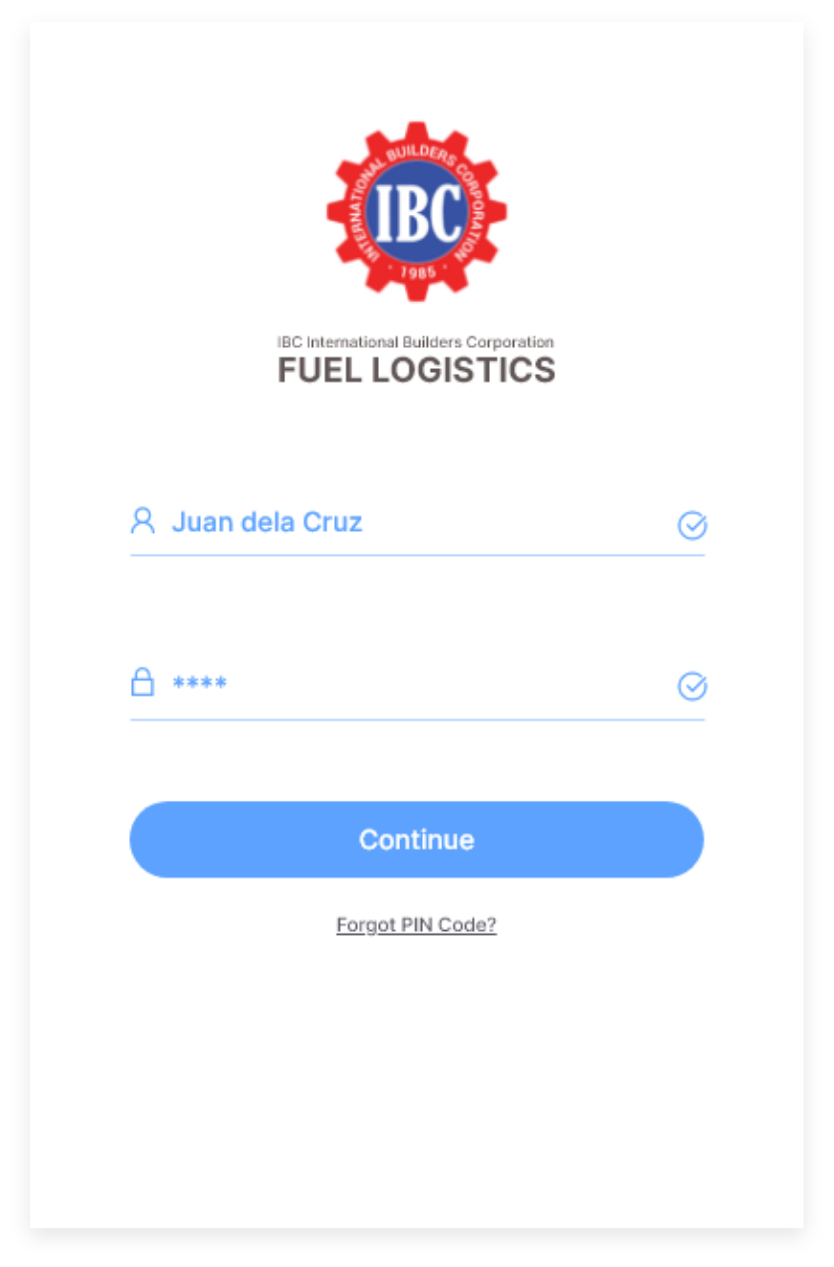 INTERNATIONAL BUILDERS CORPORATION
IBC
· 1985 ·
IBC International Builders Corporation
FUEL LOGISTICS
Juan dela Cruz
****
Continue
Forgot PIN Code?